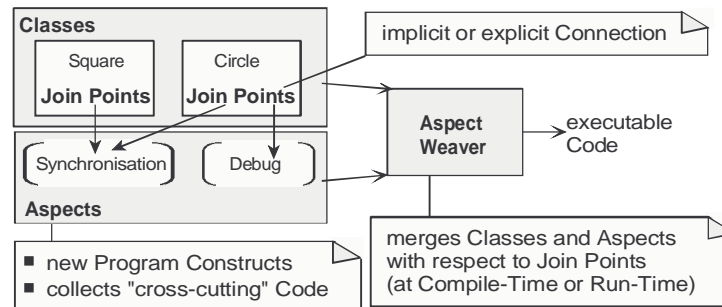 Classes
Square
Join Points
Circle
Join Points
implicit or explicit Connection
Synchronisation
Debug
Aspects
Aspect
Weaver
executable
Code
■ new Program Constructs
■ collects "cross-cutting" Code
merges Classes and Aspects
with respect to Join Points
(at Compile-Time or Run-Time)